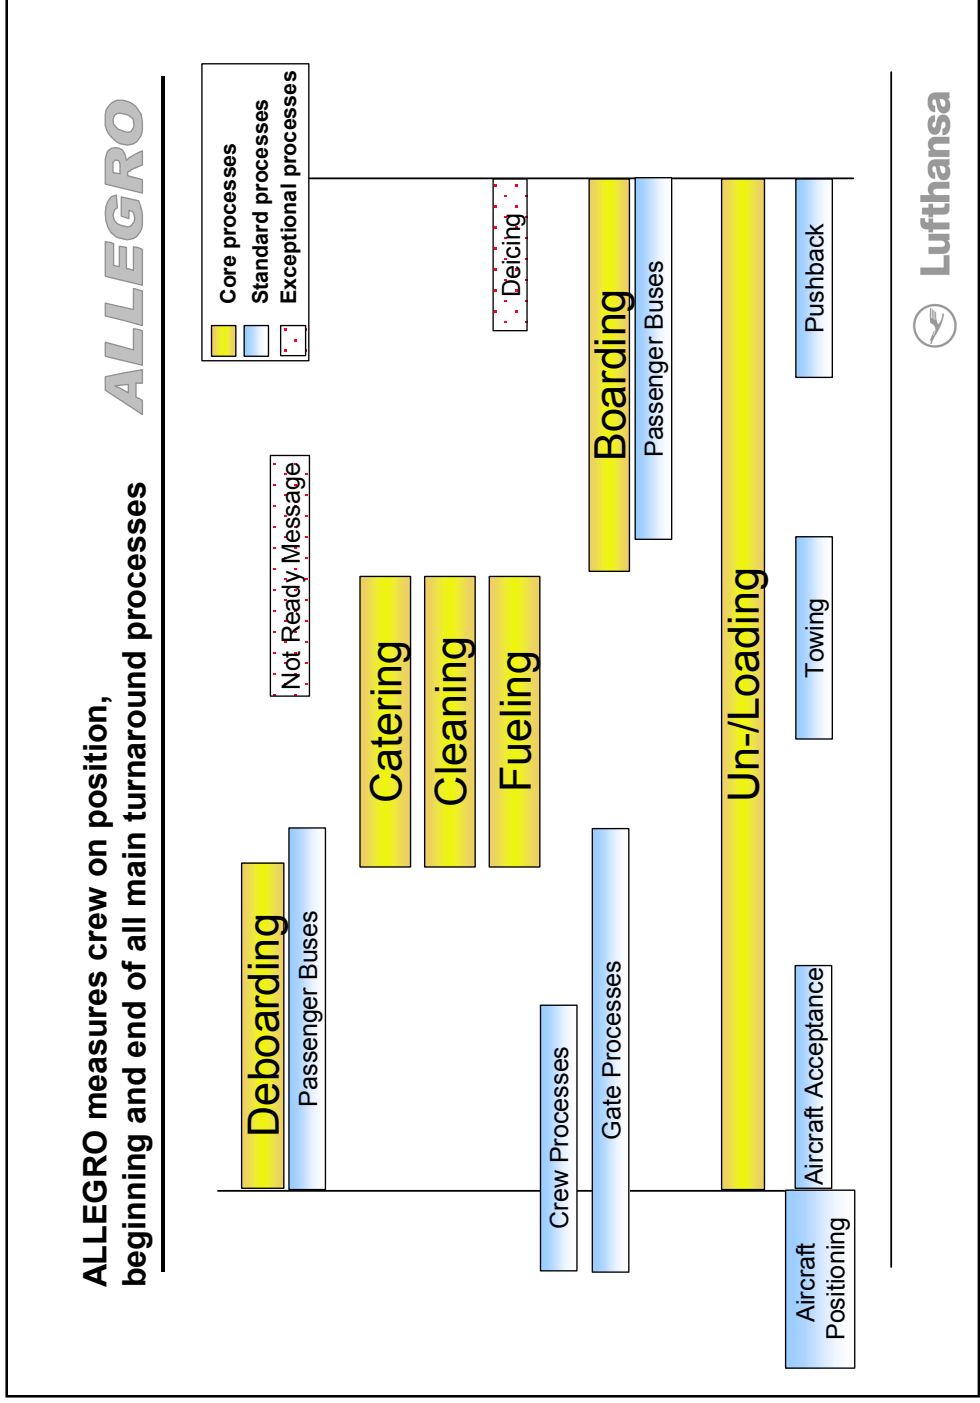 ALLEGRO measures crew on position,
beginning and end of all main turnaround processes
ALLEGRO
Core processes
Standard processes
Exceptional processes
Deboarding
Passenger Buses
Not Ready Message
Catering
Cleaning
Fueling
Deicing
Crew Processes
Gate Processes
Boarding
Passenger Buses
Un-/Loading
Aircraft
Positioning
Aircraft Acceptance
Towing
Pushback
Lufthansa